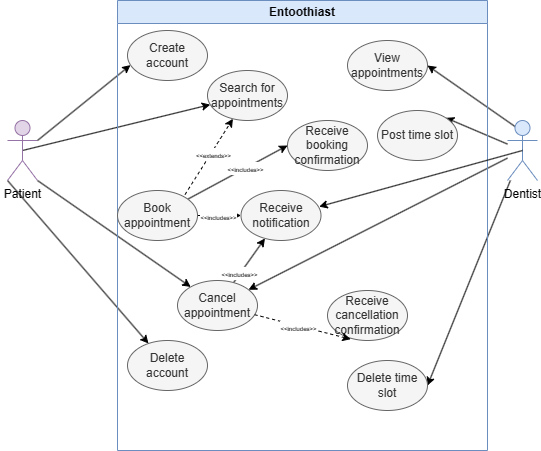 Entoothiast
Create
account
View
appointments
Search for
appointments
Post time slot
Receive
booking
confirmation
<<extends>>
<<includes>>
Patient
Dentist
Book
appointment
<<includes>>
Receive
notification
<<includes>>
Cancel
appointment
Receive
cancellation
confirmation
<<includes>>
Delete
account
Delete time
slot